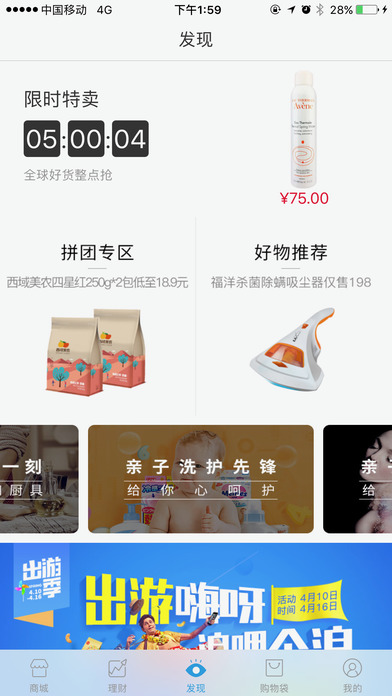 中国移动 4G 下午1:59 28%
发现
限时特卖
05:00:04
全球好货整点抢
Avène
¥75.00
拼团专区
西域美农四星红250g*2包低至18.9元
好物推荐
福洋杀菌除螨吸尘器仅售198
一刻
厨具
亲子洗护先锋
给你心呵护
美
给
出游季
4.10
-4.16
出游嗨呀
活动 4月10日
时间 4月16日
商城
理财
发现
购物袋
我的